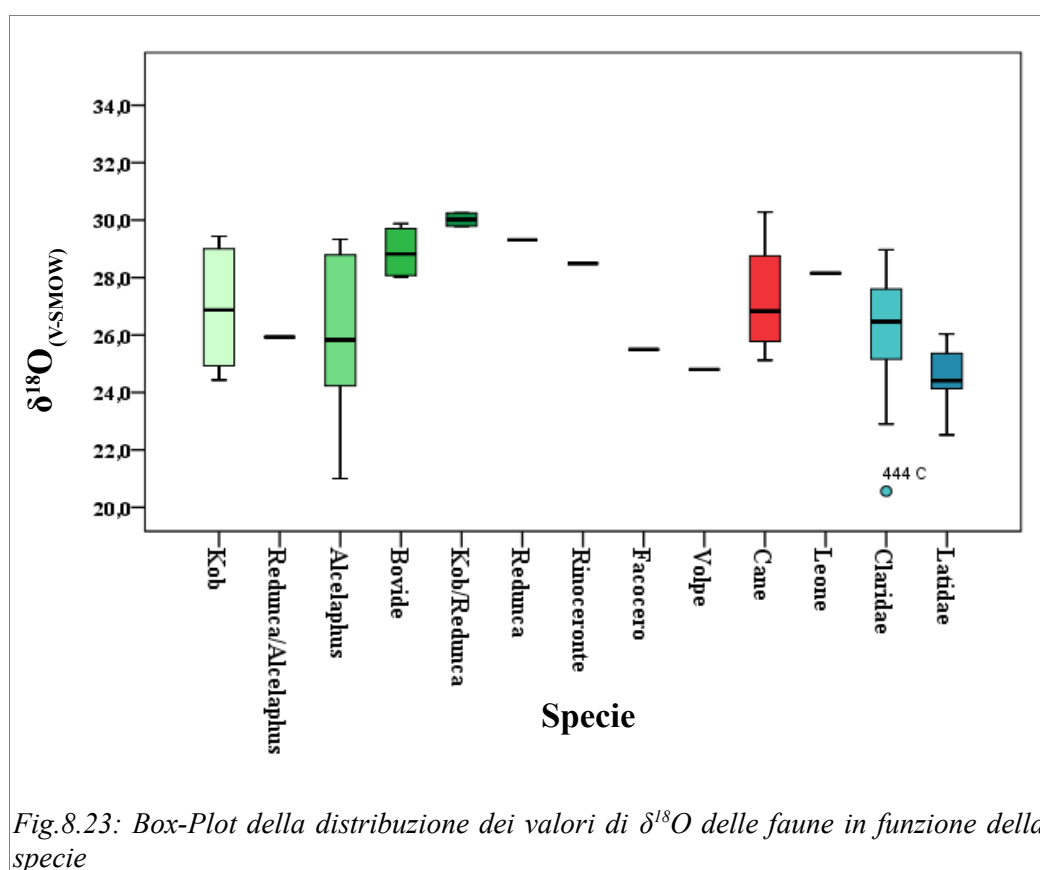 34,0
32,0
30,0
28,0
26,0
24,0
22,0
20,0
δ18O(V-SMOW)
444 C
Kob
Redunca/Alcelaphus
Alcelaphus
Bovide
Kob/Redunca
Redunca
Rinoceronte
Facocero
Volpe
Cane
Leone
Claridae
Latidae
Specie
Fig.8.23: Box-Plot della distribuzione dei valori di δ18O delle faune in funzione della
specie